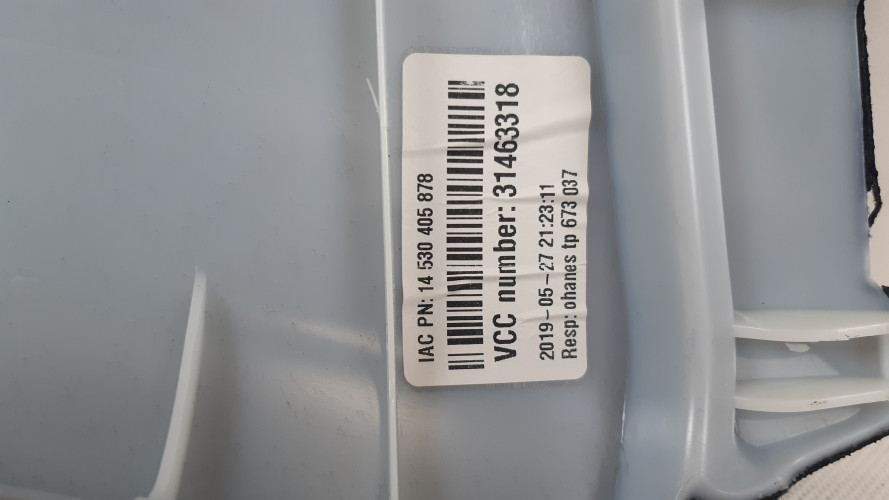 IAC PN: 14 530 405 878
VCC number: 31463318
2019-05-27 21:23:11
Resp: ohanes tp 673 037